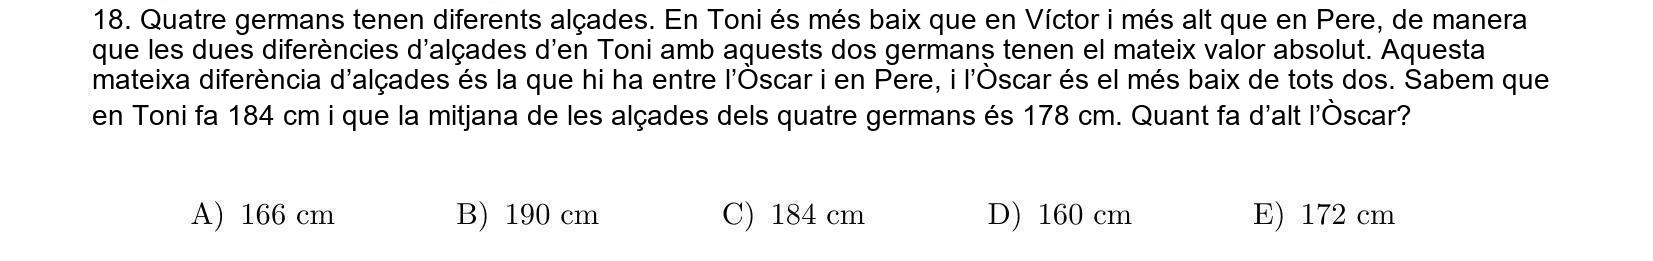 18. Quatre germans tenen diferents alçades. En Toni és més baix que en Víctor i més alt que en Pere, de manera
que les dues diferències d’alçades d’en Toni amb aquests dos germans tenen el mateix valor absolut. Aquesta
mateixa diferència d’alçades és la que hi ha entre l’Òscar i en Pere, i l’Òscar és el més baix de tots dos. Sabem que
en Toni fa 184 cm i que la mitjana de les alçades dels quatre germans és 178 cm. Quant fa d’alt l’Òscar?
A) 166 cm B) 190 cm C) 184 cm D) 160 cm E) 172 cm